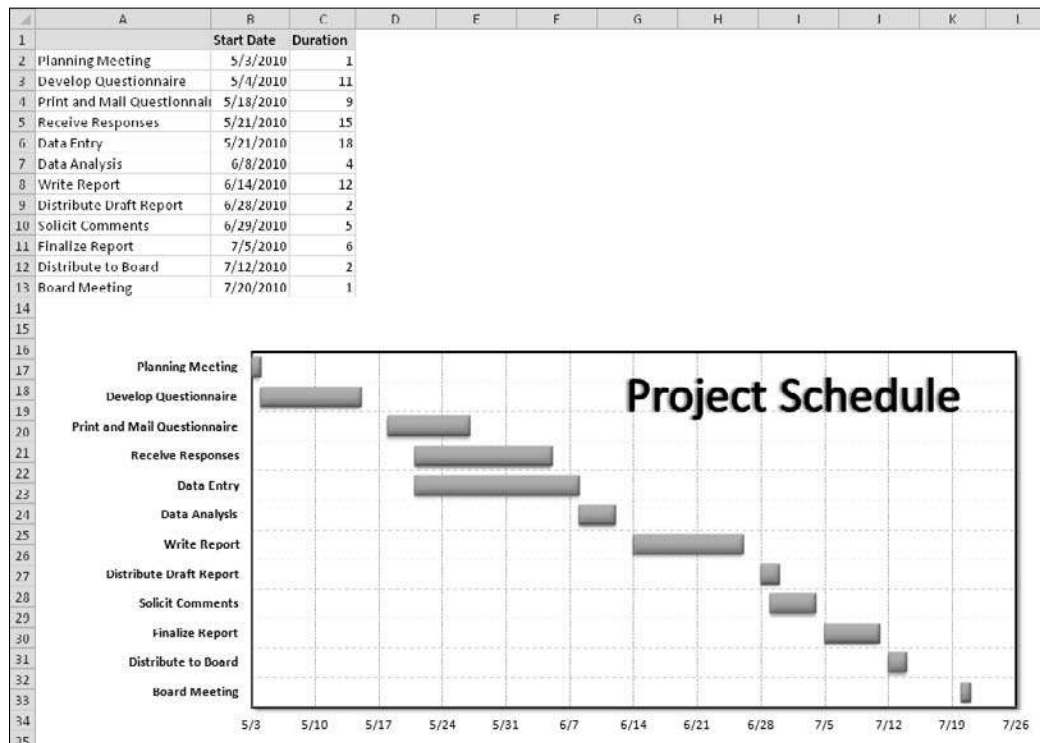 A B C D E F G H I J K L
1 Start Date Duration
2 Planning Meeting 5/3/2010 1
3 Develop Questionnaire 5/4/2010 11
4 Print and Mail Questionnair 5/18/2010 9
5 Receive Responses 5/21/2010 15
6 Data Entry 5/21/2010 18
7 Data Analysis 6/8/2010 4
8 Write Report 6/14/2010 12
9 Distribute Draft Report 6/28/2010 2
10 Solicit Comments 6/29/2010 5
11 Finalize Report 7/5/2010 6
12 Distribute to Board 7/12/2010 2
13 Board Meeting 7/20/2010 1
14
15
16
17
18
19
20
21
22
23
24
25
26
27
28
29
30
31
32
33
34
35
Project Schedule
Planning Meeting
Develop Questionnaire
Print and Mail Questionnaire
Receive Responses
Data Entry
Data Analysis
Write Report
Distribute Draft Report
Solicit Comments
Finalize Report
Distribute to Board
Board Meeting
5/3 5/10 5/17 5/24 5/31 6/7 6/14 6/21 6/28 7/5 7/12 7/19 7/26